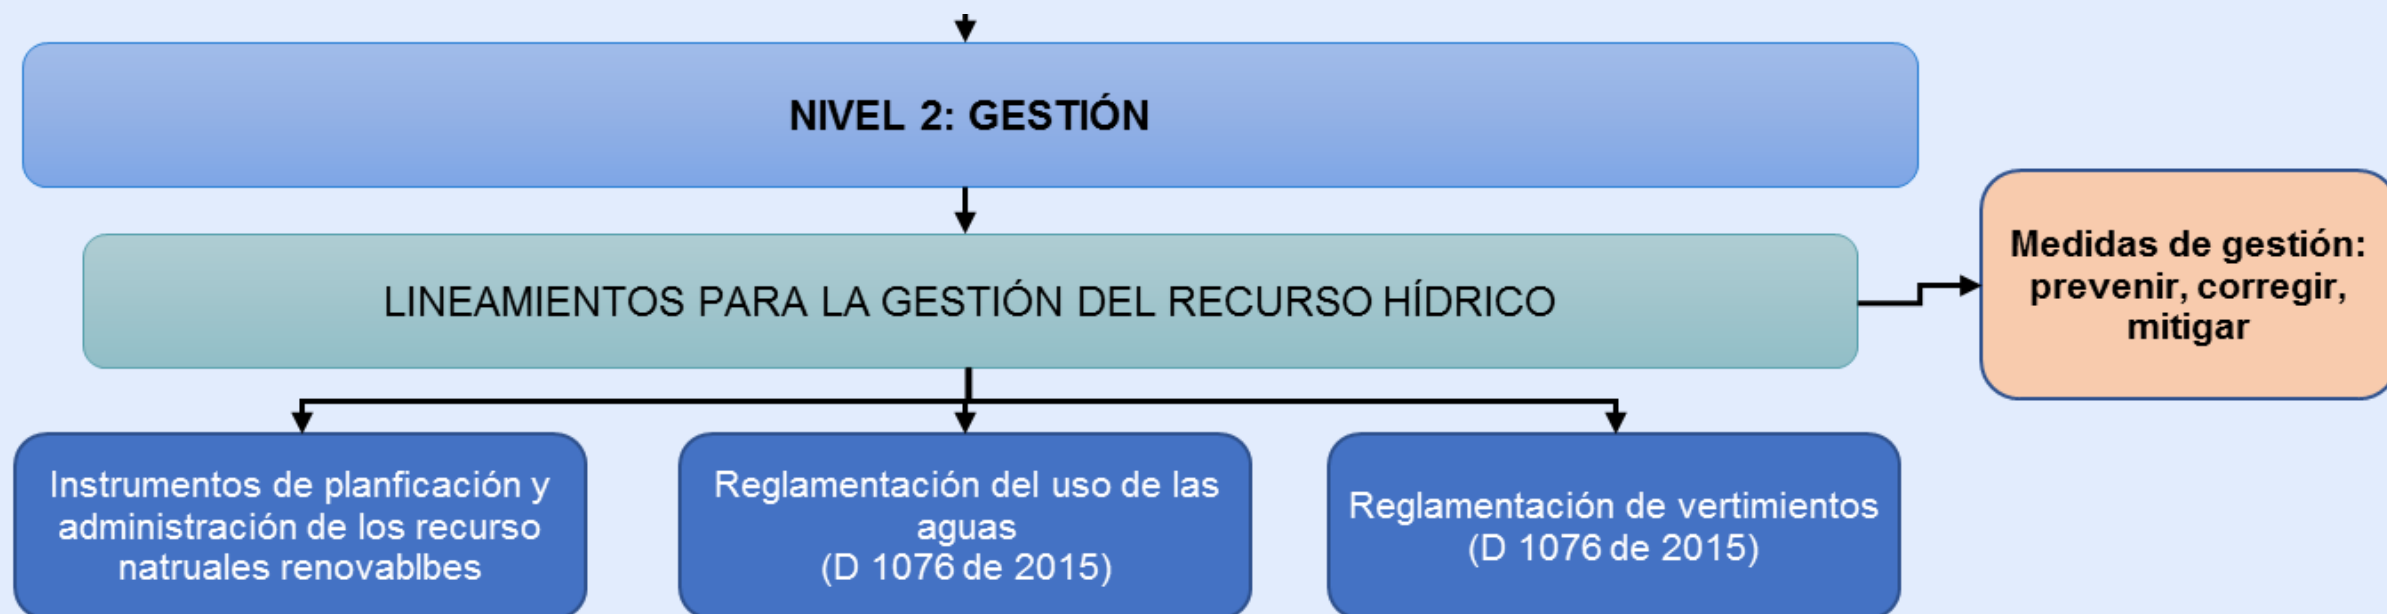 NIVEL 2: GESTIÓN
LINEAMIENTOS PARA LA GESTIÓN DEL RECURSO HÍDRICO
Medidas de gestión:
prevenir, corregir,
mitigar
Instrumentos de planficación y
administración de los recurso
natruales renovablbes
Reglamentación del uso de las
aguas
(D 1076 de 2015)
Reglamentación de vertimientos
(D 1076 de 2015)